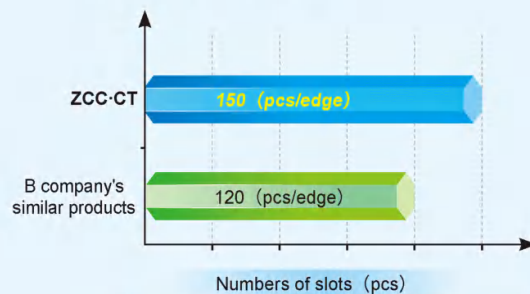 ZCC·CT
150（pcs/edge）
B company's
similar products
120（pcs/edge）
Numbers of slots（pcs）